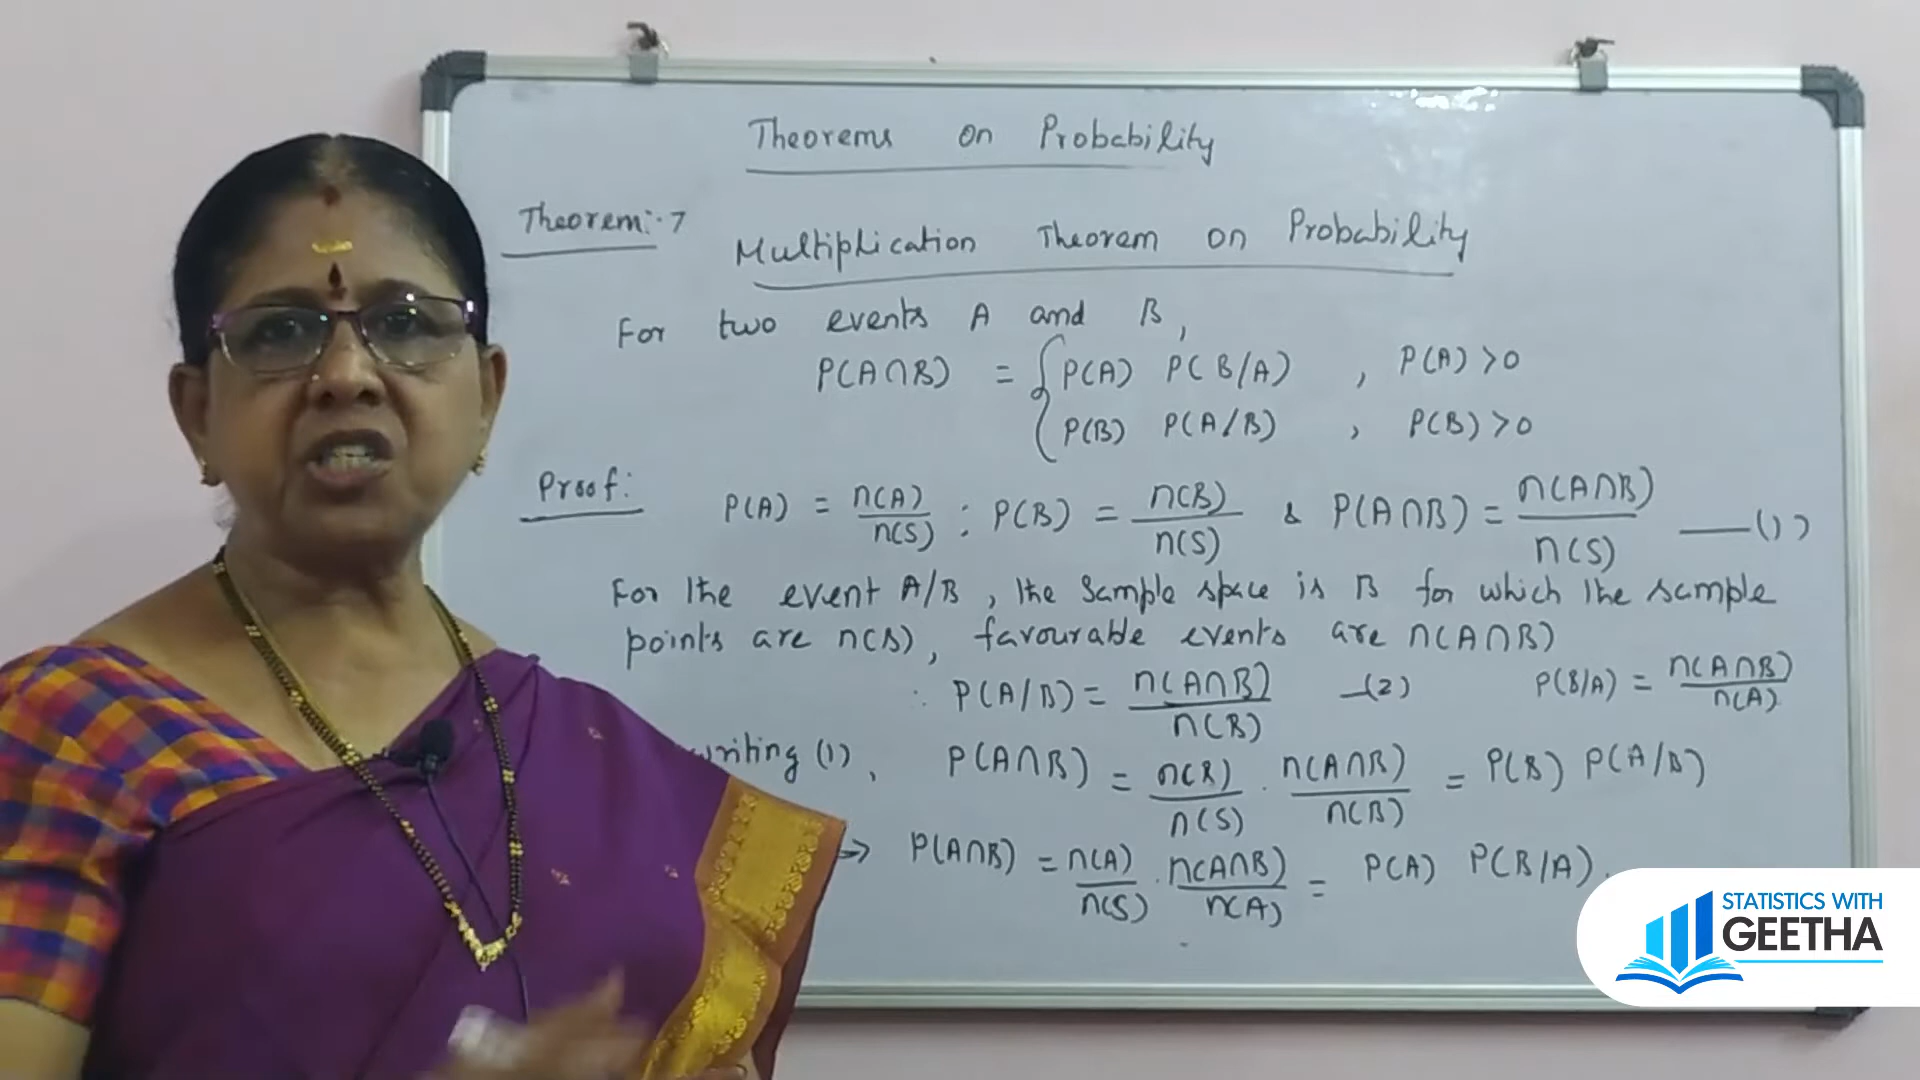 Theorems on Probability
Theorem:- 7
Multiplication Theorem on Probability
For two events A and B,
P(A∩B) = { P(A) P(B/A) , P(A) > 0
P(B) P(A/B) , P(B) > 0
Proof: P(A) = n(A)/n(S) ; P(B) = n(B)/n(S) & P(A∩B) = n(A∩B)/n(S) —(1)
For the event A/B, the sample space is B for which the sample
points are n(B), favourable events are n(A∩B)
∴ P(A/B) = n(A∩B)/n(B) —(2) P(B/A) = n(A∩B)/n(A)
writing (1), P(A∩B) = n(B)/n(S) · n(A∩B)/n(B) = P(B) P(A/B)
→ P(A∩B) = n(A)/n(S) · n(A∩B)/n(A) = P(A) P(B/A).
STATISTICS WITH
GEETHA